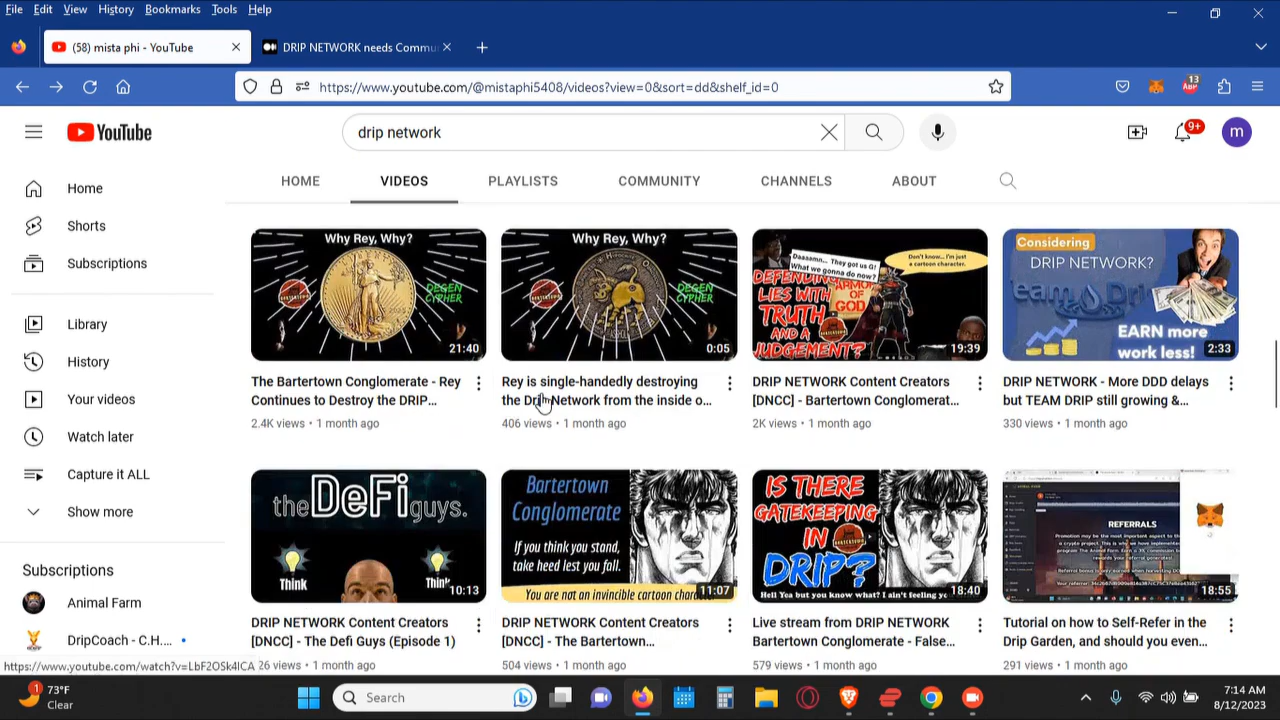 File Edit View History Bookmarks Tools Help
(58) mista phi - YouTube
DRIP NETWORK needs Commu
https://www.youtube.com/@mistaphi5408/videos?view=0&sort=dd&shelf_id=0
13
ABP
YouTube
drip network
9+
m
HOME VIDEOS PLAYLISTS COMMUNITY CHANNELS ABOUT
Home
Shorts
Subscriptions
Library
History
Your videos
Watch later
Capture it ALL
Show more
Subscriptions
Animal Farm
DripCoach - C.H....
Why Rey, Why?
BARTERTOWN
DEGEN
CYPHER
21:40
The Bartertown Conglomerate - Rey
Continues to Destroy the DRIP...
2.4K views • 1 month ago
Why Rey, Why?
BARTERTOWN
DEGEN
CYPHER
0:05
Rey is single-handedly destroying
the Drip Network from the inside o...
406 views • 1 month ago
Daaamn... They got us G!
What we gonna do now?
Don't know... I'm just
a cartoon character.
DEFENDING
LIES WITH
TRUTH
AND A
JUDGEMENT?
ARMOR
OF
GOD
19:39
DRIP NETWORK Content Creators
[DNCC] - Bartertown Conglomerat...
2K views • 1 month ago
Considering
DRIP NETWORK?
EARN more
work less!
2:33
DRIP NETWORK - More DDD delays
but TEAM DRIP still growing &...
330 views • 1 month ago
the DeFi guys.
Think
Think
10:13
DRIP NETWORK Content Creators
[DNCC] - The Defi Guys (Episode 1)
26 views • 1 month ago
Bartertown
Conglomerate
If you think you stand,
take heed lest you fall.
You are not an invincible cartoon
11:07
DRIP NETWORK Content Creators
[DNCC] - The Bartertown...
504 views • 1 month ago
IS THERE
GATEKEEPING
IN
DRIP?
Hell Yea but you know what? I ain't feeling
18:40
Live stream from DRIP NETWORK
Bartertown Conglomerate - False...
579 views • 1 month ago
REFERRALS
18:55
Tutorial on how to Self-Refer in the
Drip Garden, and should you even...
291 views • 1 month ago
https://www.youtube.com/watch?v=LbF2OSk4lCA
1
73°F
Clear
Search
7:14 AM
8/12/2023